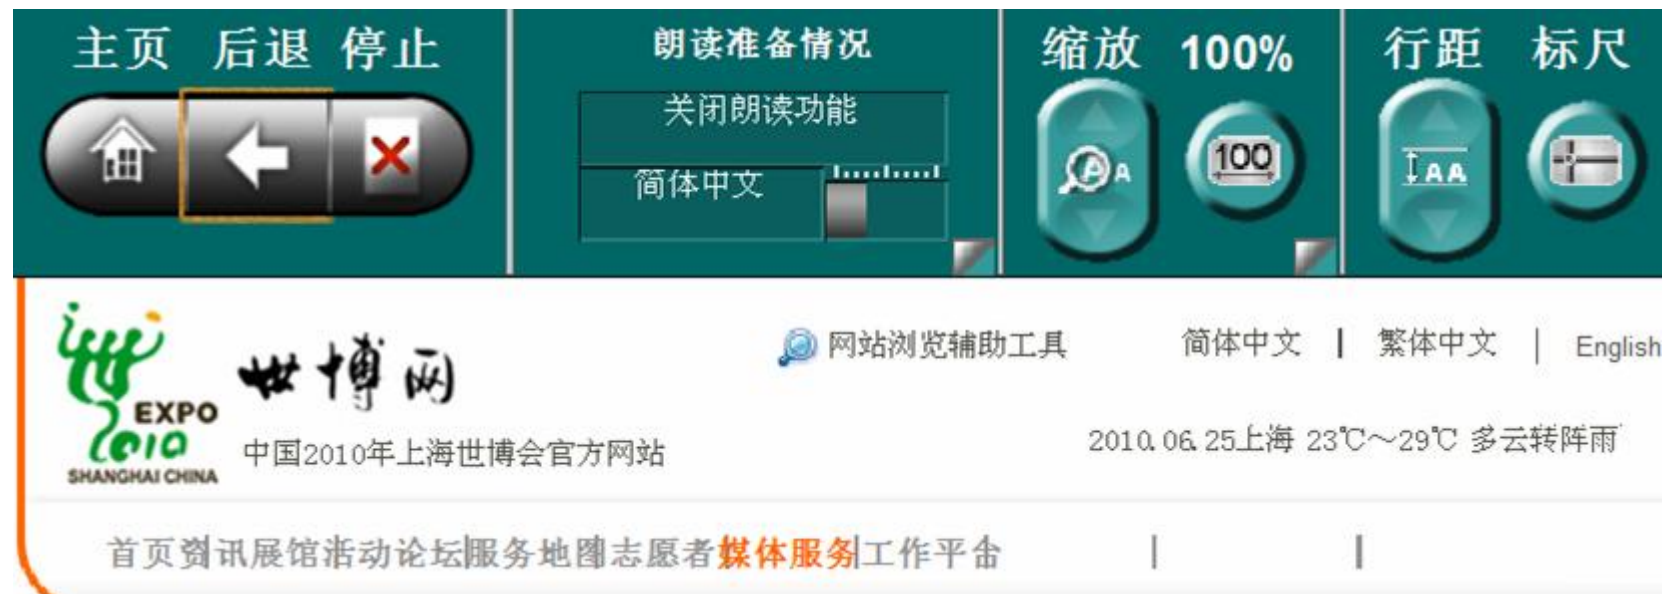 主页 后退 停止 朗读准备情况 缩放 100% 行距 标尺
关闭朗读功能
简体中文
100
A A
AA
世博网
网站浏览辅助工具 简体中文 | 繁体中文 | English
EXPO
2010
SHANGHAI CHINA
中国2010年上海世博会官方网站
2010.06.25上海 23℃～29℃ 多云转阵雨
首页资讯展馆活动论坛服务地图志愿者媒体服务工作平台